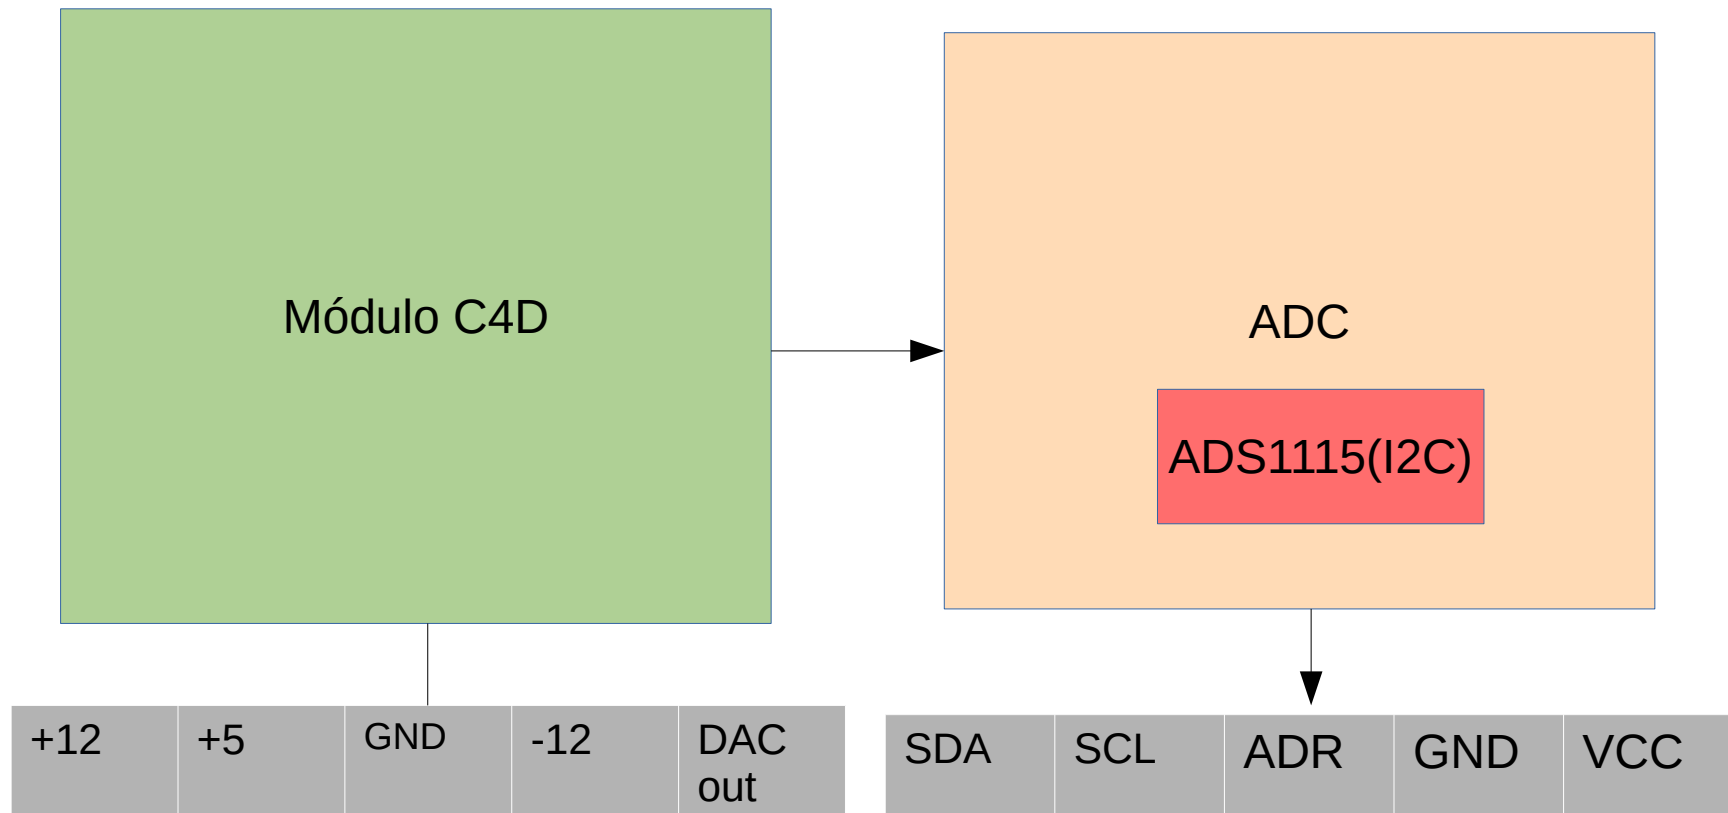 Módulo C4D
ADC
ADS1115(I2C)
+12
+5
GND
-12
DAC
out
SDA
SCL
ADR
GND
VCC